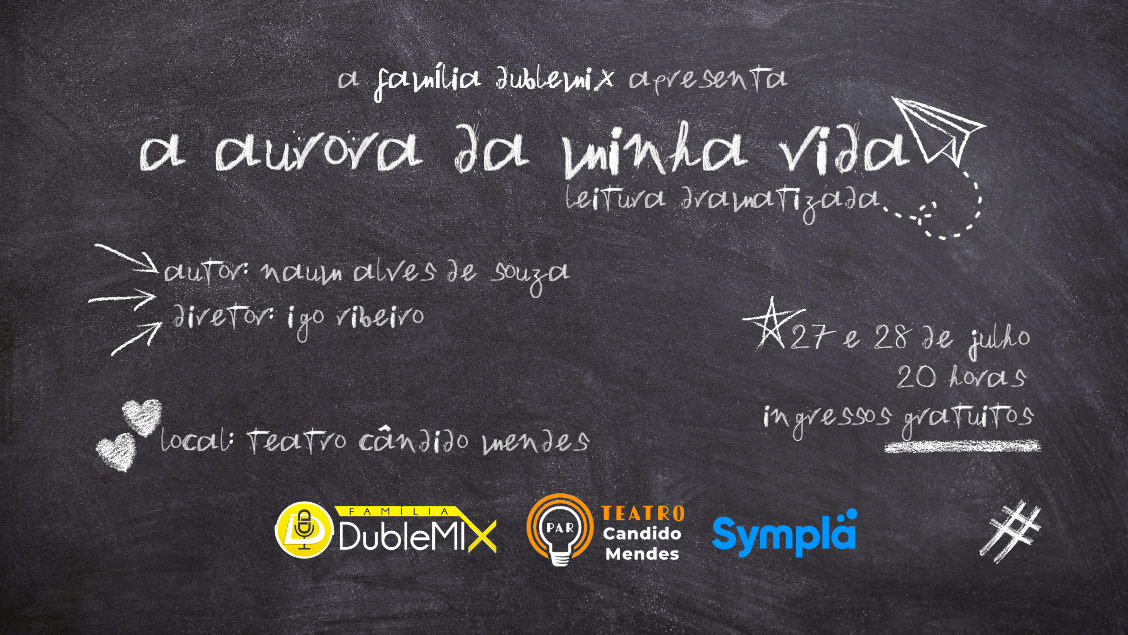 a família dublemix apresenta
a aurora da minha vida
leitura dramatizada
autor: naum alves de souza
diretor: igo ribeiro
27 e 28 de julho
20 horas
ingressos gratuitos
local: teatro cândido mendes
FAMÍLIA
DubleMIX
PAR
TEATRO
Candido
Mendes
Sympla
#